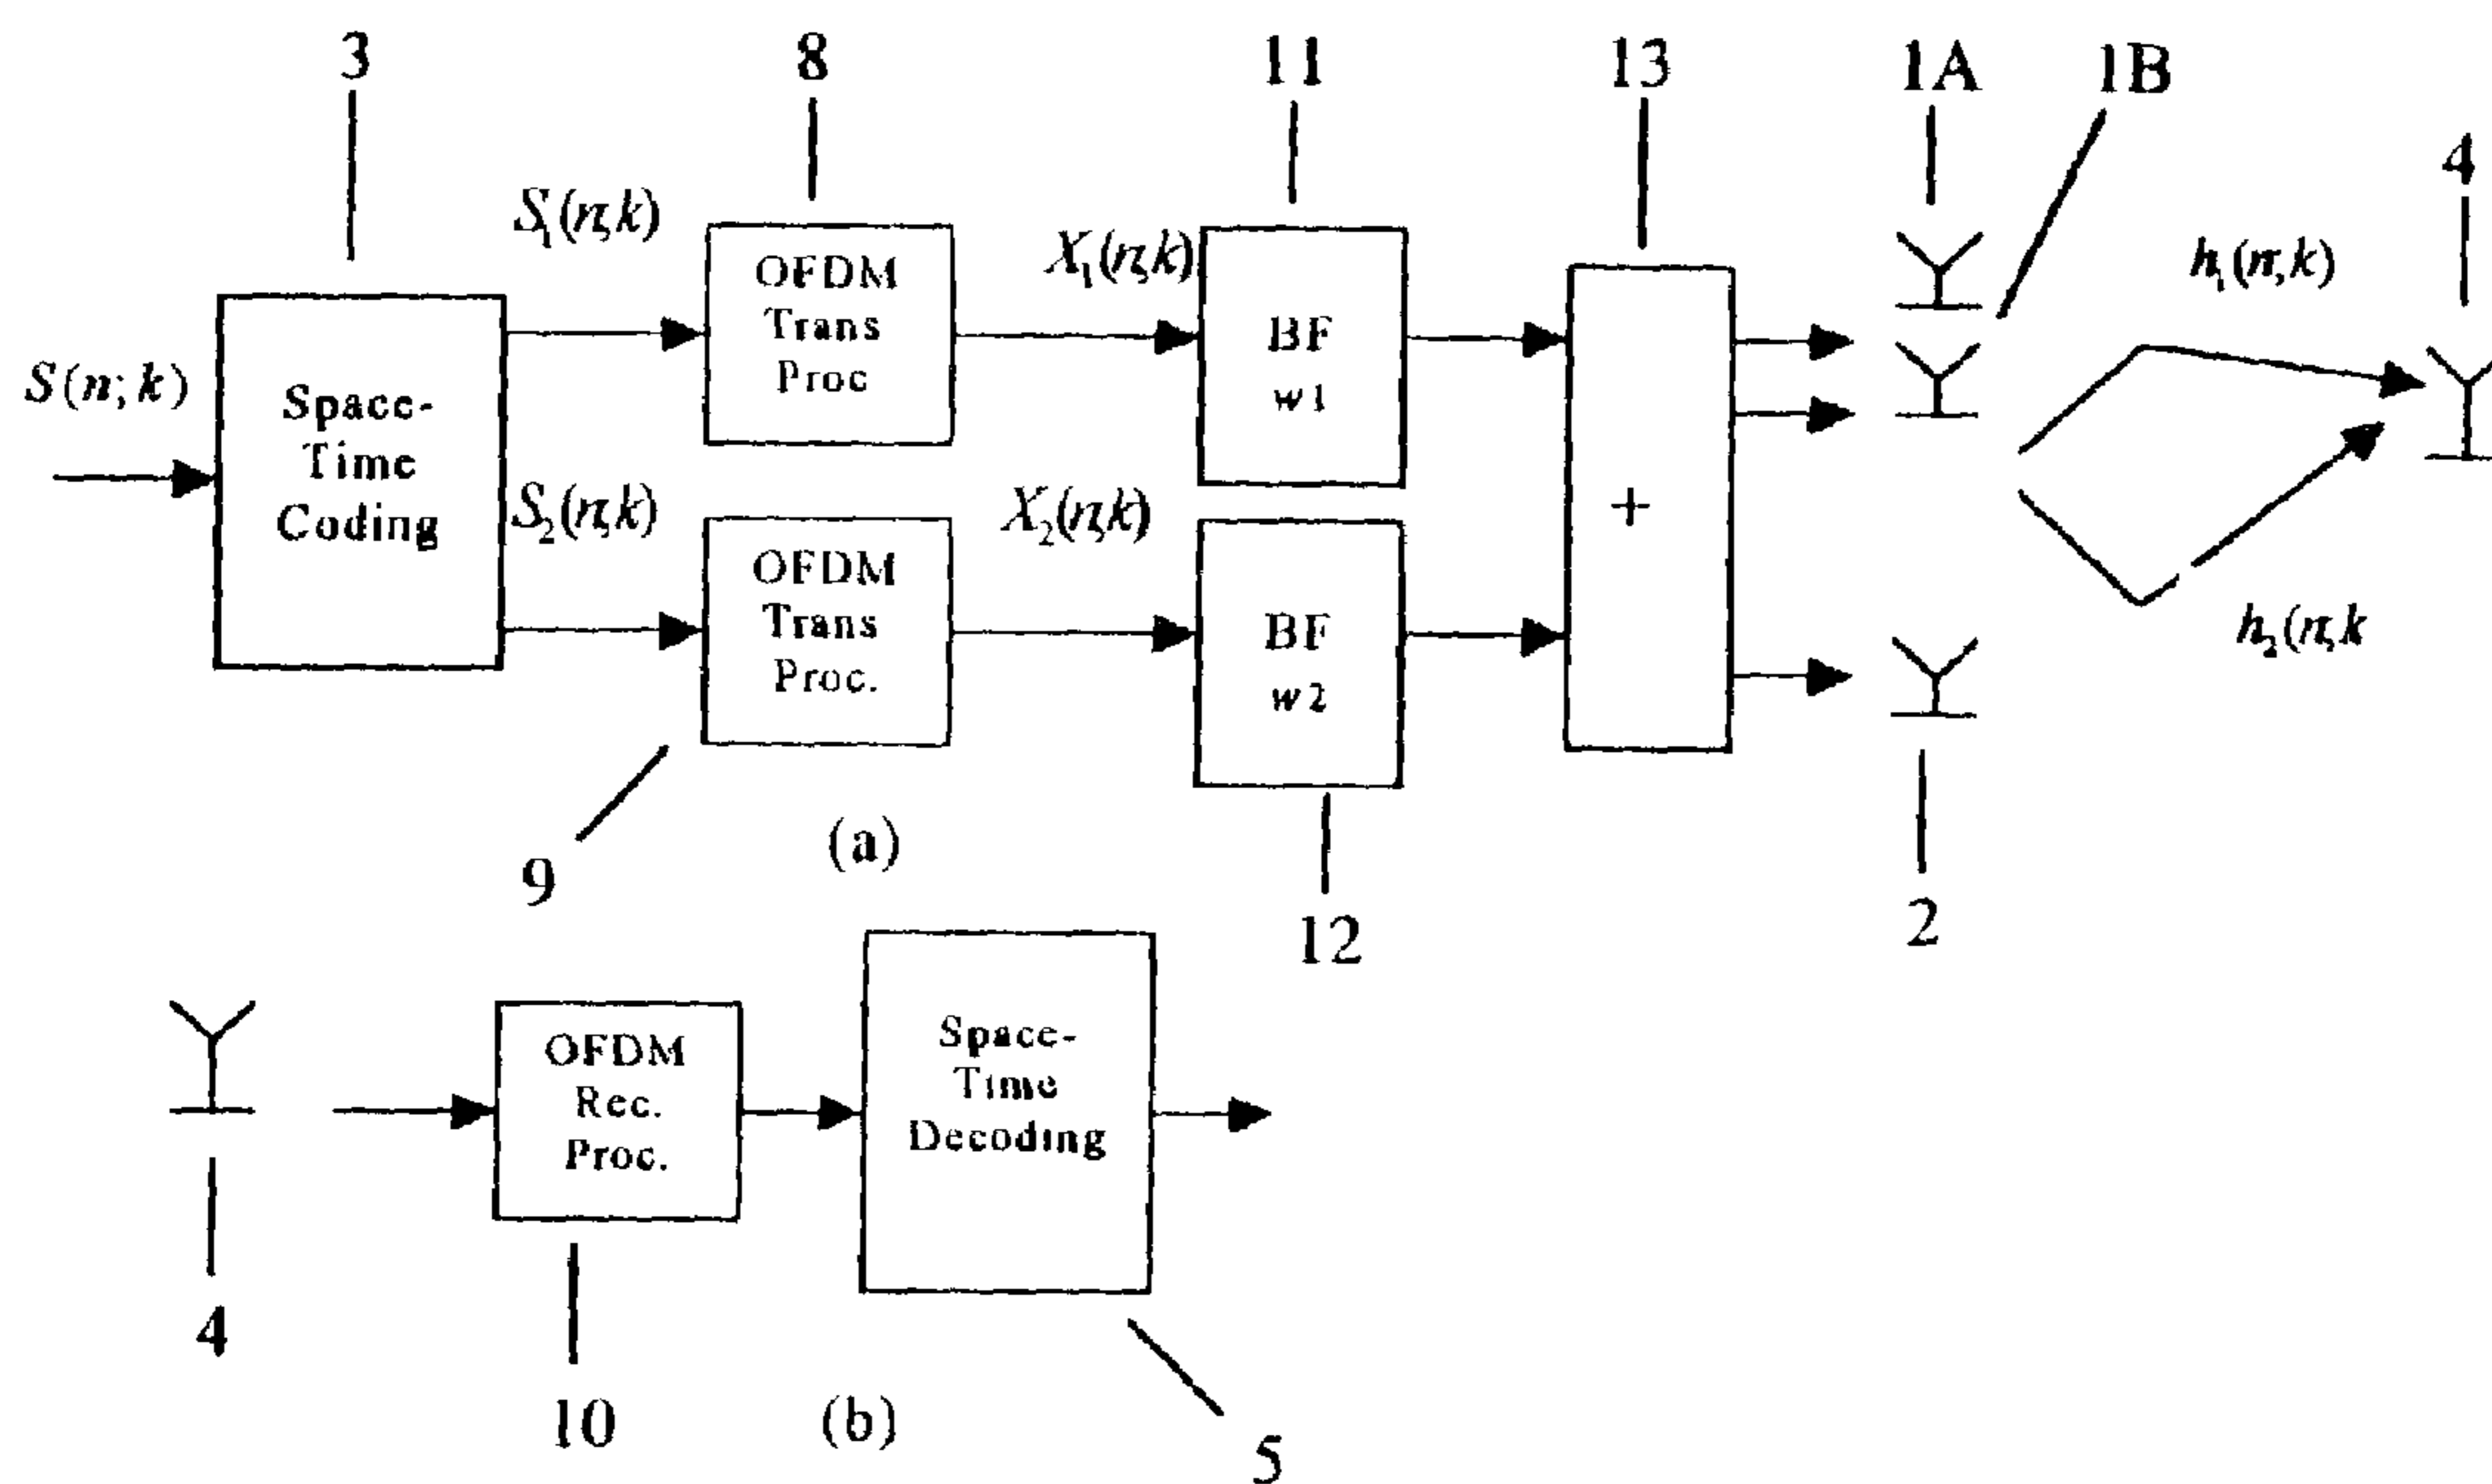 3
8
11
13
1A
1B
4
S(n; k)
S₁(n,k)
OFDM
Trans
Proc
X₁(n,k)
BF
w1
h₁(n,k)
Space-
Time
Coding
S₂(n,k)
OFDM
Trans
Proc.
X₂(n,k)
BF
w2
+
h₂(n,k
9
(a)
12
2
4
OFDM
Rec.
Proc.
10
Space-
Time
Decoding
5
(b)